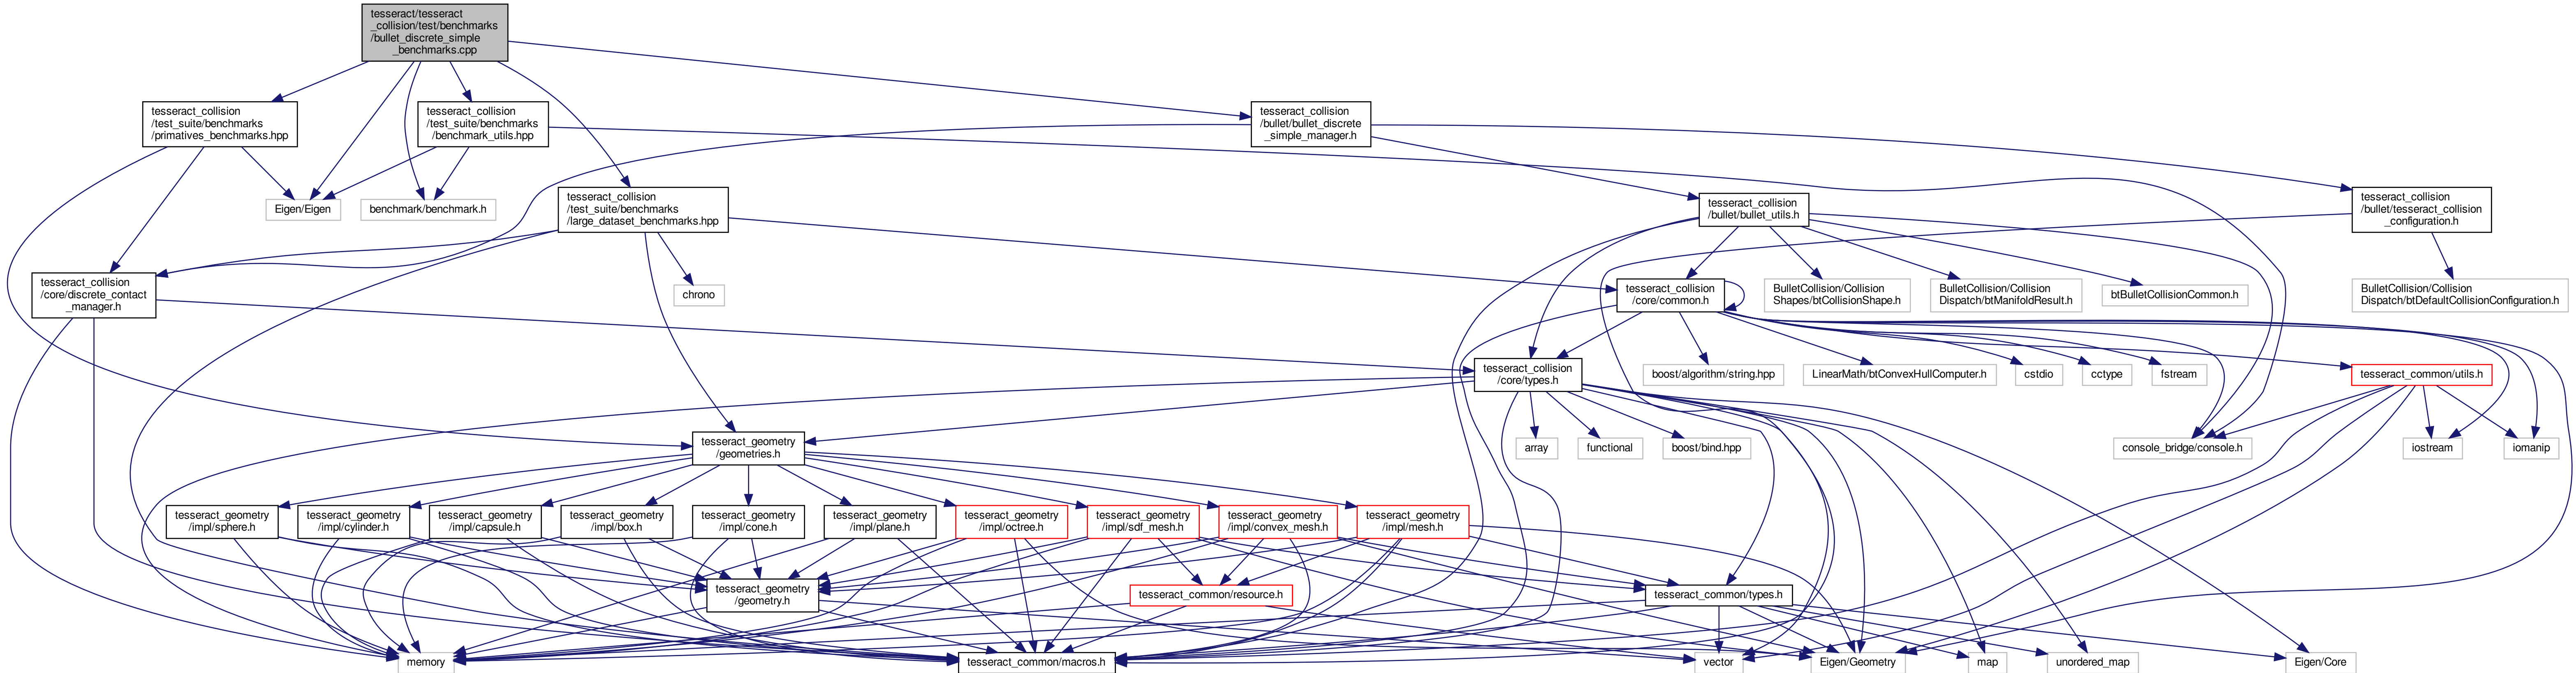 tesseract/tesseract
_collision/test/benchmarks
/bullet_discrete_simple
_benchmarks.cpp
tesseract_collision
/test_suite/benchmarks
/primatives_benchmarks.hpp
tesseract_collision
/test_suite/benchmarks
/benchmark_utils.hpp
tesseract_collision
/bullet/bullet_discrete
_simple_manager.h
Eigen/Eigen
benchmark/benchmark.h
tesseract_collision
/test_suite/benchmarks
/large_dataset_benchmarks.hpp
tesseract_collision
/bullet/bullet_utils.h
tesseract_collision
/bullet/tesseract_collision
_configuration.h
tesseract_collision
/core/discrete_contact
_manager.h
chrono
tesseract_collision
/core/common.h
BulletCollision/Collision
Shapes/btCollisionShape.h
BulletCollision/Collision
Dispatch/btManifoldResult.h
btBulletCollisionCommon.h
BulletCollision/Collision
Dispatch/btDefaultCollisionConfiguration.h
tesseract_collision
/core/types.h
boost/algorithm/string.hpp
LinearMath/btConvexHullComputer.h
cstdio
cctype
fstream
tesseract_common/utils.h
tesseract_geometry
/geometries.h
array
functional
boost/bind.hpp
console_bridge/console.h
iostream
iomanip
tesseract_geometry
/impl/sphere.h
tesseract_geometry
/impl/cylinder.h
tesseract_geometry
/impl/capsule.h
tesseract_geometry
/impl/box.h
tesseract_geometry
/impl/cone.h
tesseract_geometry
/impl/plane.h
tesseract_geometry
/impl/octree.h
tesseract_geometry
/impl/sdf_mesh.h
tesseract_geometry
/impl/convex_mesh.h
tesseract_geometry
/impl/mesh.h
tesseract_geometry
/geometry.h
tesseract_common/resource.h
tesseract_common/types.h
memory
tesseract_common/macros.h
vector
Eigen/Geometry
map
unordered_map
Eigen/Core